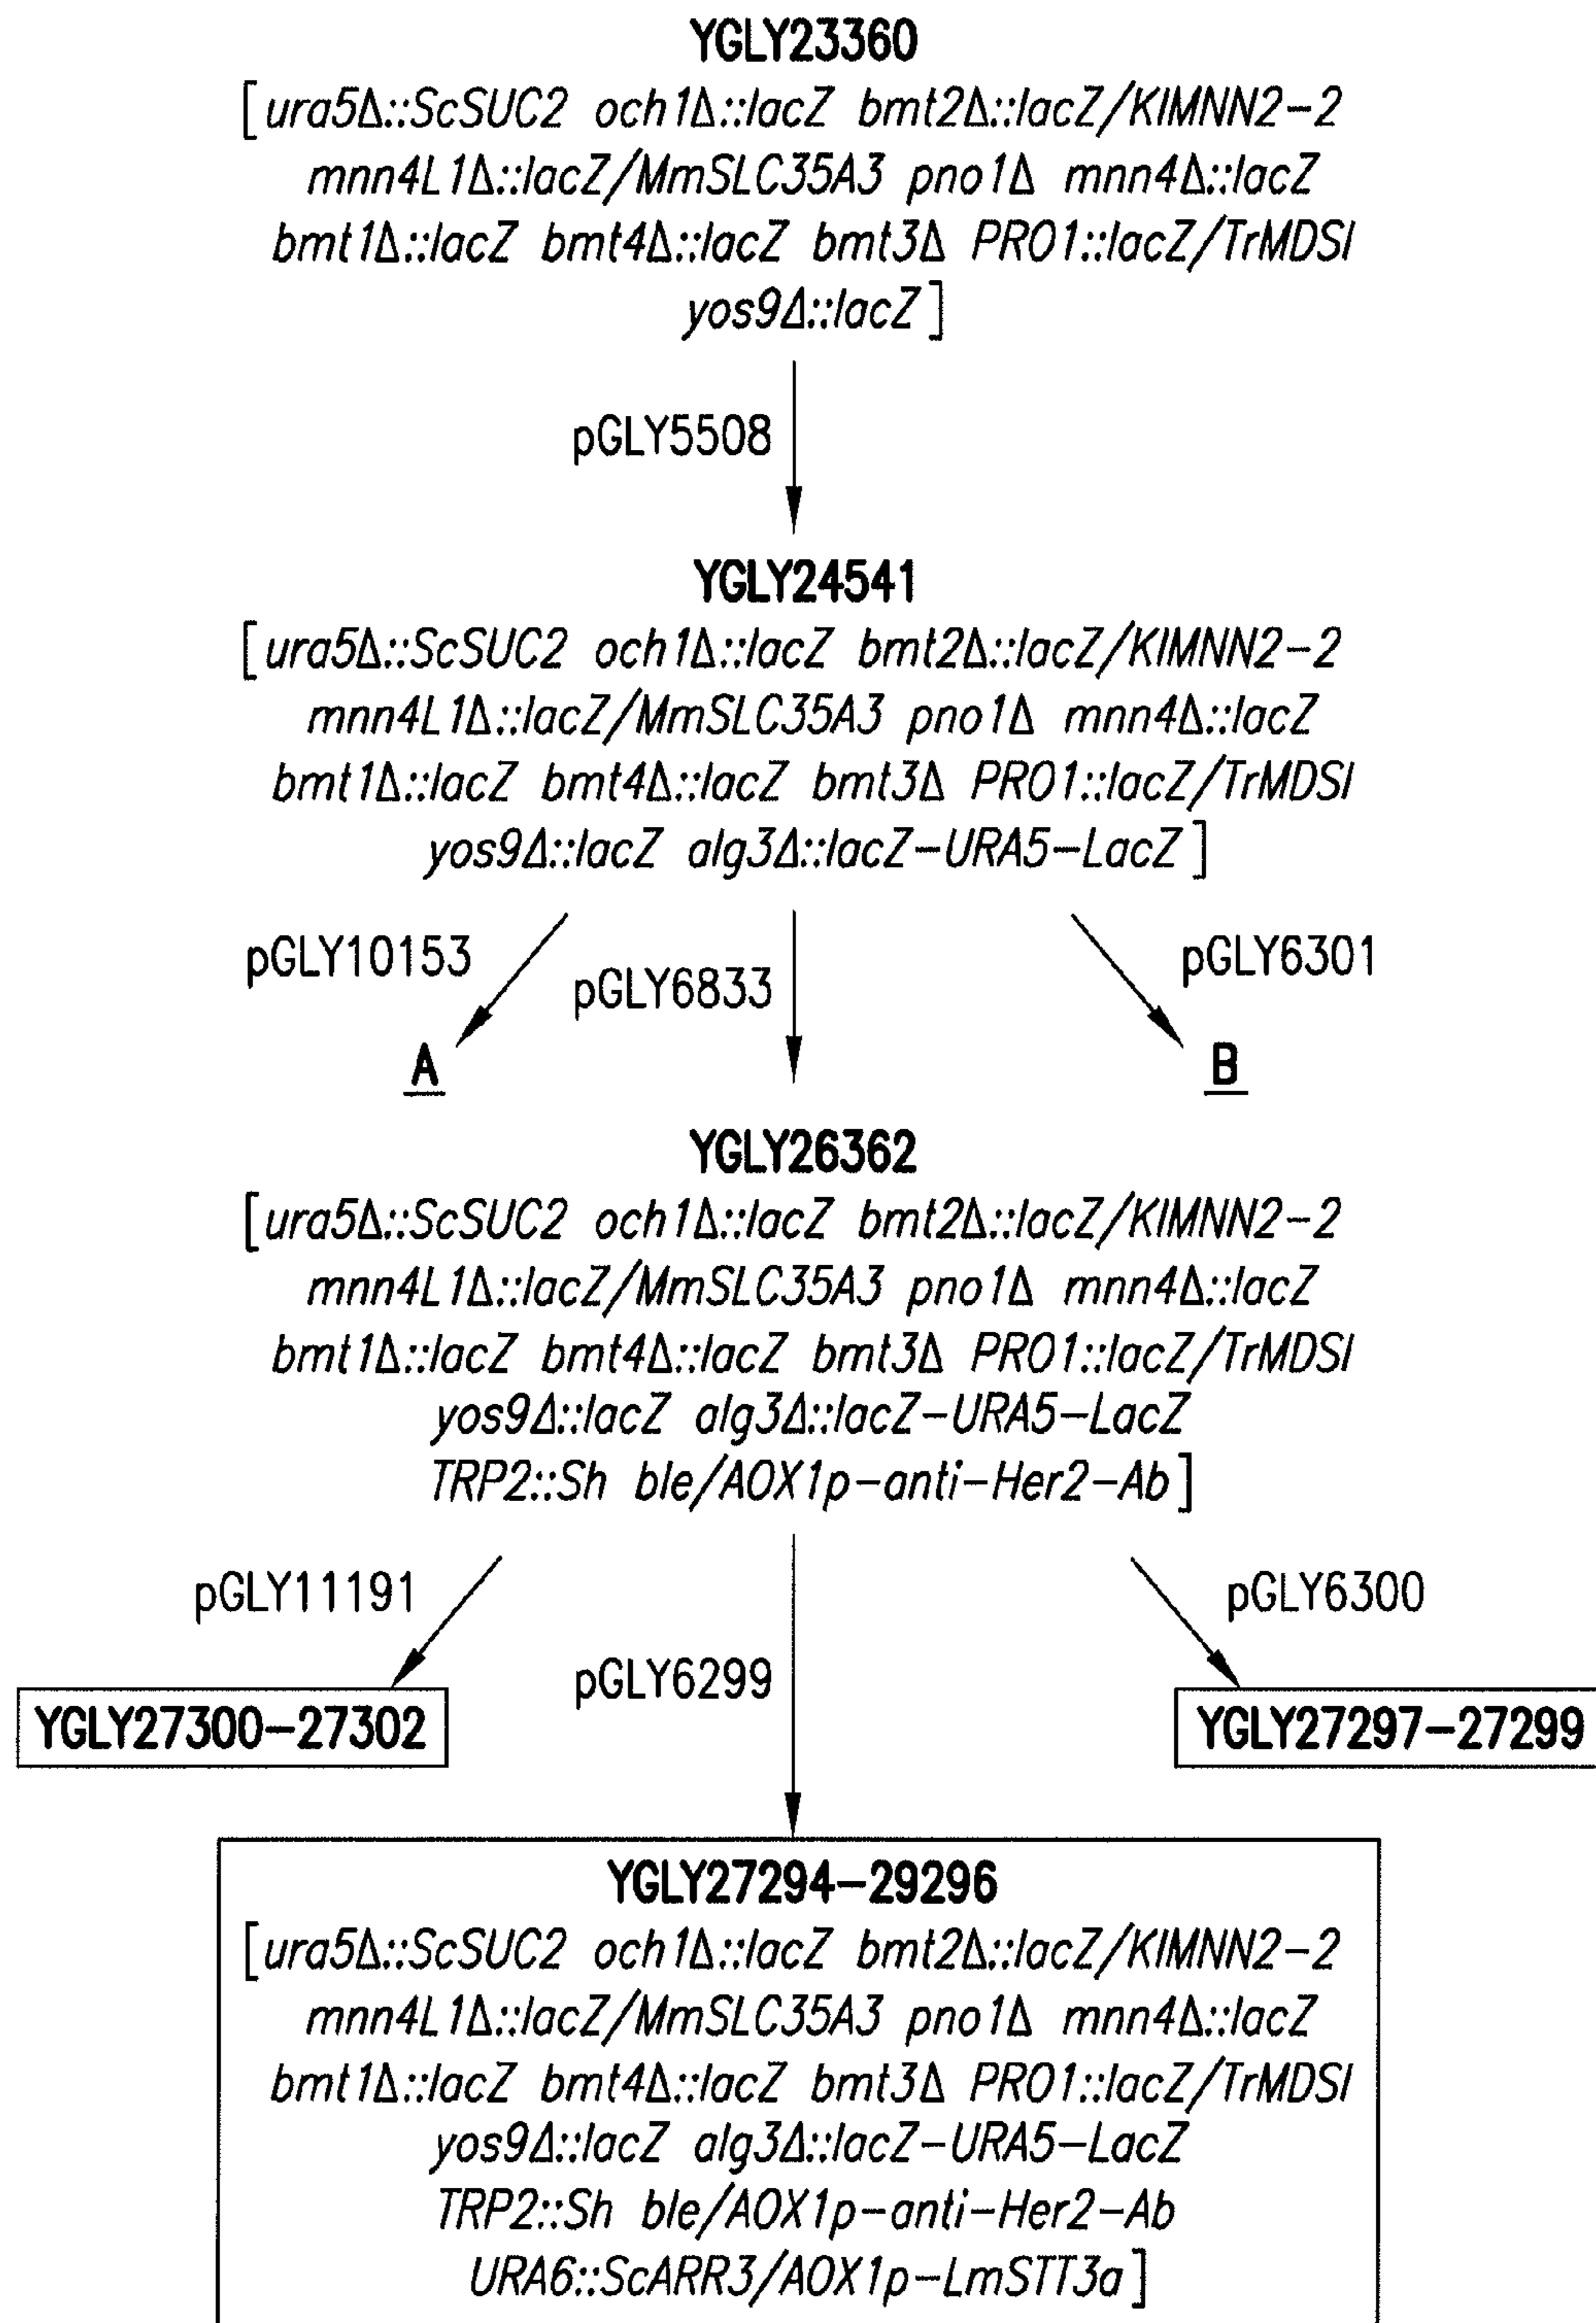 YGLY23360
[ura5Δ::ScSUC2 och1Δ::lacZ bmt2Δ::lacZ/KlMNN2-2
mnn4L1Δ::lacZ/MmSLC35A3 pno1Δ mnn4Δ::lacZ
bmt1Δ::lacZ bmt4Δ::lacZ bmt3Δ PRO1::lacZ/TrMDSI
yos9Δ::lacZ]
pGLY5508
YGLY24541
[ura5Δ::ScSUC2 och1Δ::lacZ bmt2Δ::lacZ/KlMNN2-2
mnn4L1Δ::lacZ/MmSLC35A3 pno1Δ mnn4Δ::lacZ
bmt1Δ::lacZ bmt4Δ::lacZ bmt3Δ PRO1::lacZ/TrMDSI
yos9Δ::lacZ alg3Δ::lacZ-URA5-LacZ]
pGLY10153
pGLY6833
pGLY6301
A
B
YGLY26362
[ura5Δ::ScSUC2 och1Δ::lacZ bmt2Δ::lacZ/KlMNN2-2
mnn4L1Δ::lacZ/MmSLC35A3 pno1Δ mnn4Δ::lacZ
bmt1Δ::lacZ bmt4Δ::lacZ bmt3Δ PRO1::lacZ/TrMDSI
yos9Δ::lacZ alg3Δ::lacZ-URA5-LacZ
TRP2::Sh ble/AOX1p-anti-Her2-Ab]
pGLY11191
pGLY6299
pGLY6300
YGLY27300-27302
YGLY27297-27299
YGLY27294-29296
[ura5Δ::ScSUC2 och1Δ::lacZ bmt2Δ::lacZ/KlMNN2-2
mnn4L1Δ::lacZ/MmSLC35A3 pno1Δ mnn4Δ::lacZ
bmt1Δ::lacZ bmt4Δ::lacZ bmt3Δ PRO1::lacZ/TrMDSI
yos9Δ::lacZ alg3Δ::lacZ-URA5-LacZ
TRP2::Sh ble/AOX1p-anti-Her2-Ab
URA6::ScARR3/AOX1p-LmSTT3a]